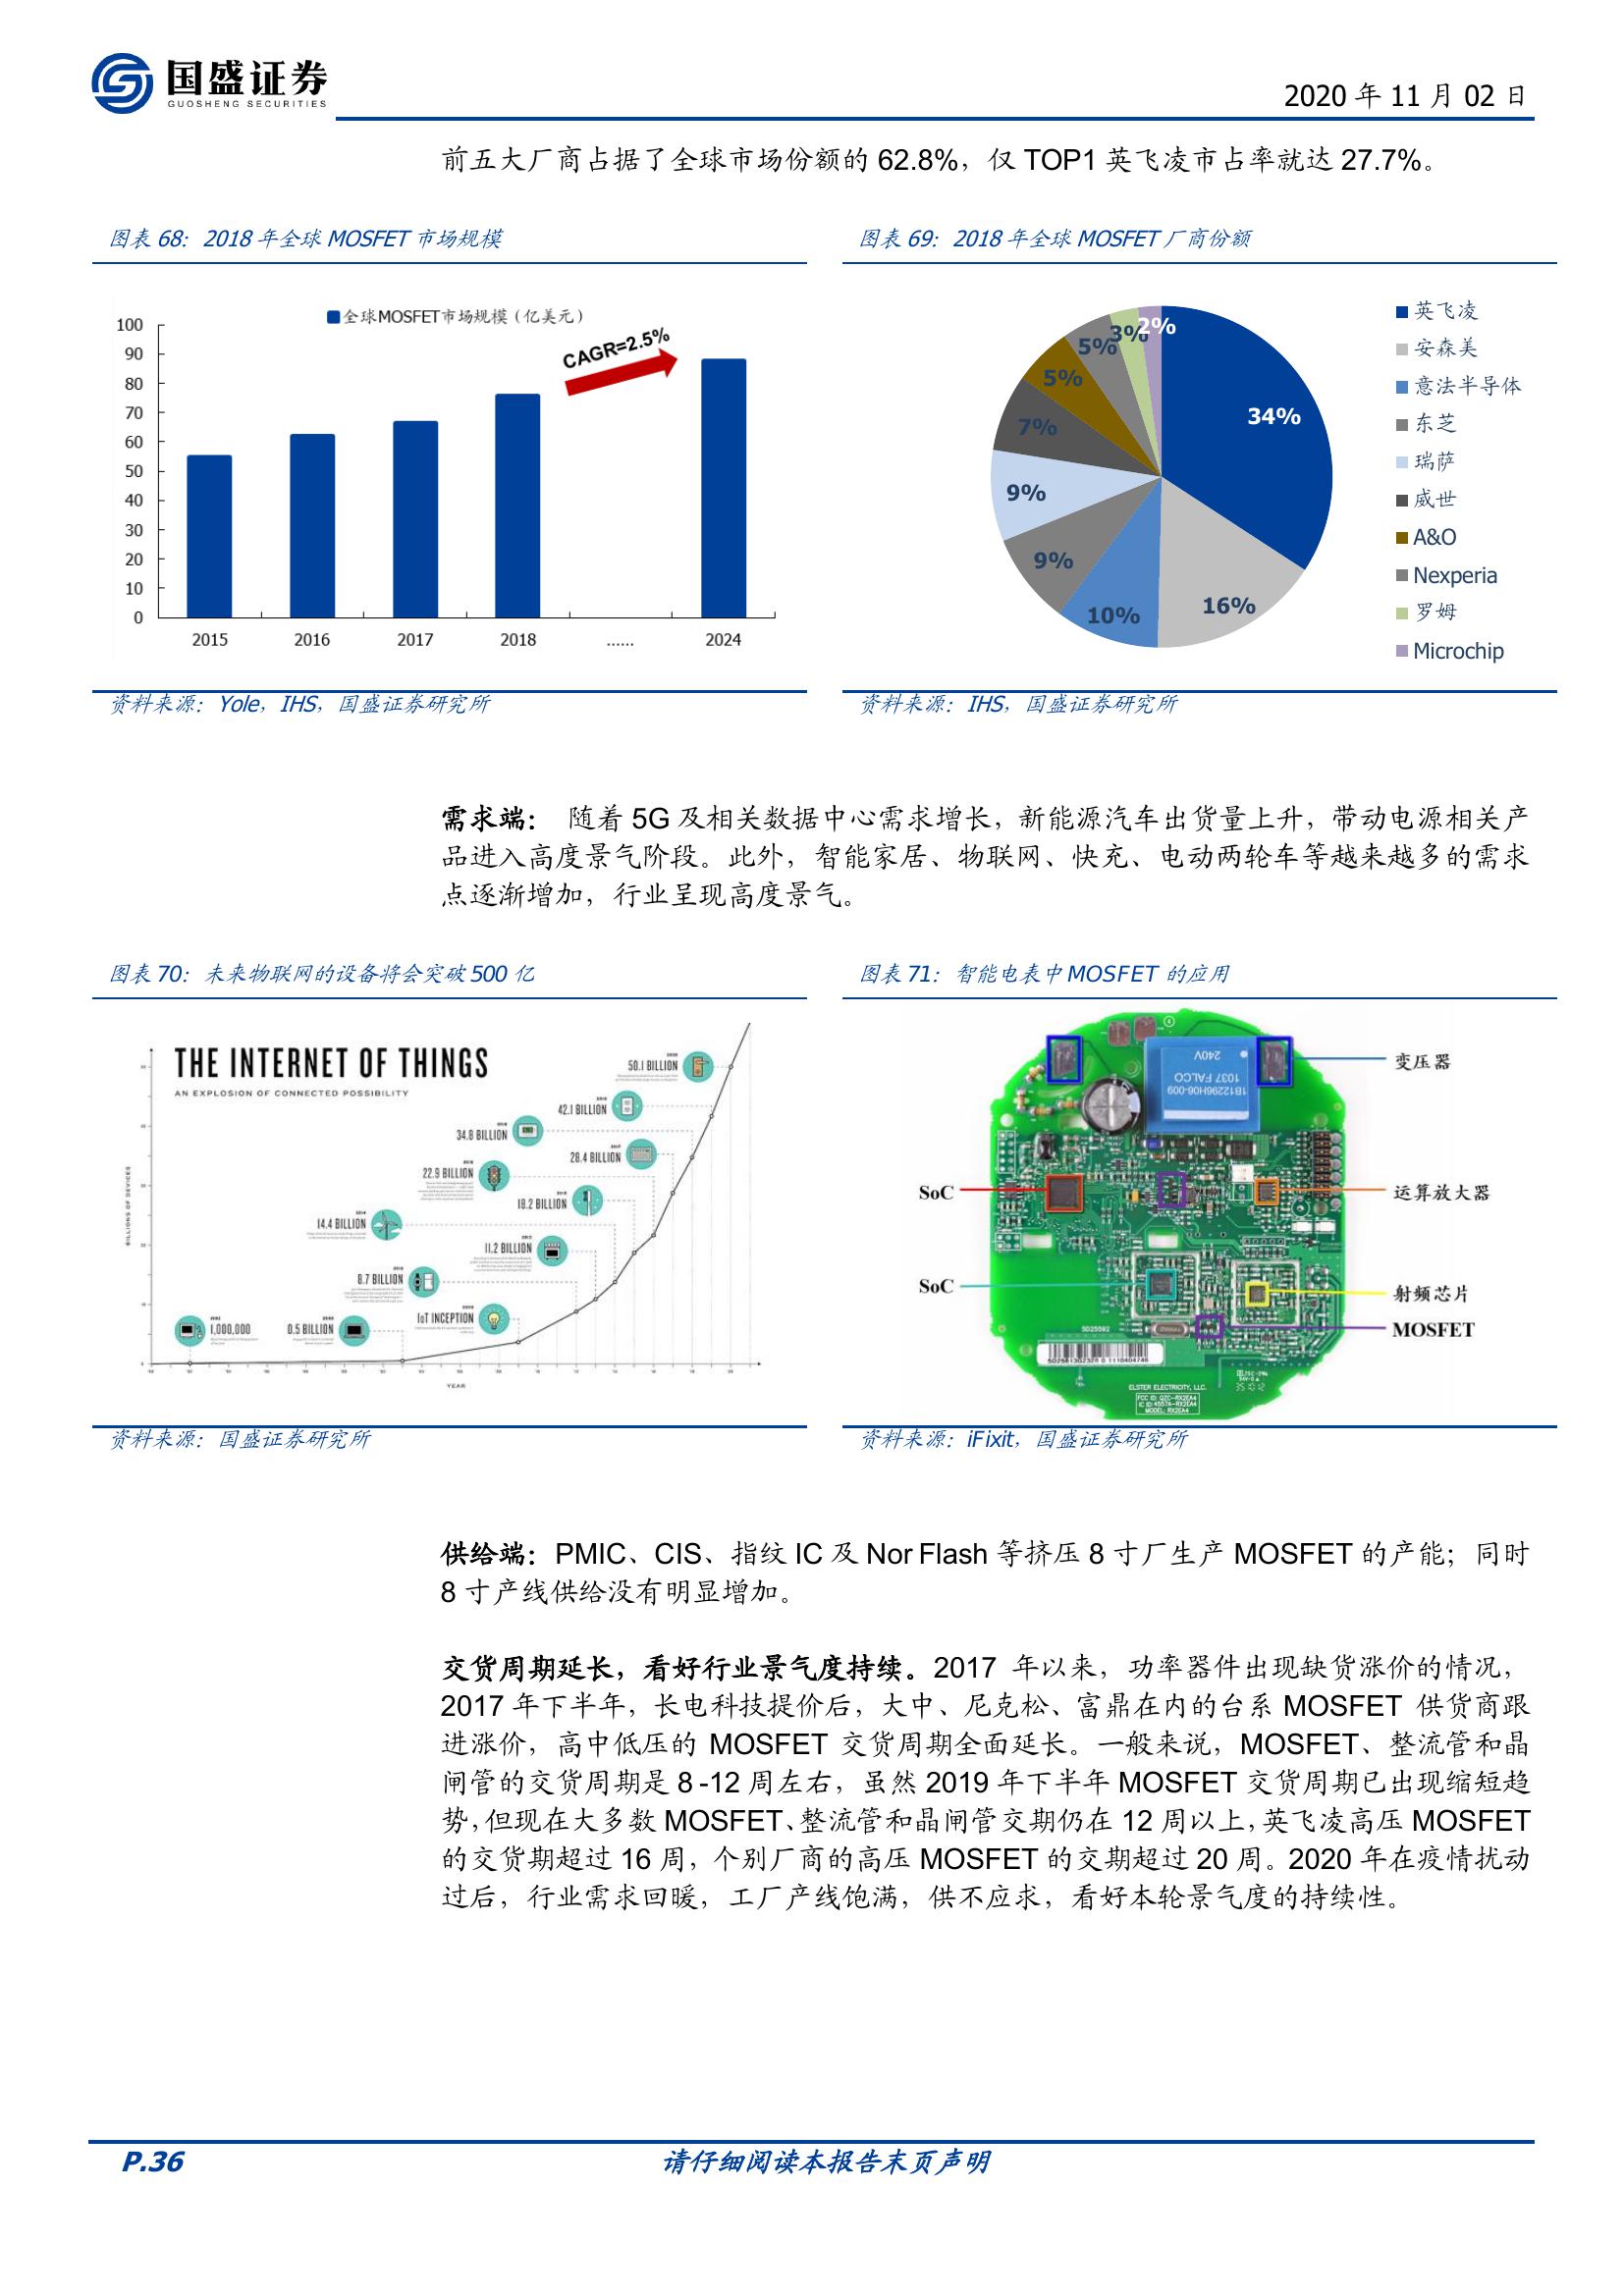 国盛证券
GUOSHENG SECURITIES
2020 年 11 月 02 日
前五大厂商占据了全球市场份额的 62.8%，仅 TOP1 英飞凌市占率就达 27.7%。
图表 68：2018 年全球 MOSFET 市场规模
全球MOSFET市场规模（亿美元）
CAGR=2.5%
100
90
80
70
60
50
40
30
20
10
0
2015 2016 2017 2018 ...... 2024
资料来源：Yole，IHS，国盛证券研究所
图表 69：2018 年全球 MOSFET 厂商份额
34%
16%
10%
9%
9%
7%
5%
5%
3%
2%
英飞凌
安森美
意法半导体
东芝
瑞萨
威世
A&O
Nexperia
罗姆
Microchip
资料来源：IHS，国盛证券研究所
需求端： 随着 5G 及相关数据中心需求增长，新能源汽车出货量上升，带动电源相关产
品进入高度景气阶段。此外，智能家居、物联网、快充、电动两轮车等越来越多的需求
点逐渐增加，行业呈现高度景气。
图表 70：未来物联网的设备将会突破 500 亿
THE INTERNET OF THINGS
AN EXPLOSION OF CONNECTED POSSIBILITY
50.1 BILLION
42.1 BILLION
34.8 BILLION
28.4 BILLION
22.9 BILLION
18.2 BILLION
14.4 BILLION
11.2 BILLION
8.7 BILLION
IoT INCEPTION
0.5 BILLION
1,000,000
BILLIONS OF DEVICES
YEAR
资料来源：国盛证券研究所
图表 71：智能电表中 MOSFET 的应用
240V
1037 FALCO
1B12296H06-009
变压器
SoC
运算放大器
SoC
射频芯片
MOSFET
ELSTER ELECTRICITY, LLC.
资料来源：iFixit，国盛证券研究所
供给端：PMIC、CIS、指纹 IC 及 Nor Flash 等挤压 8 寸厂生产 MOSFET 的产能；同时
8 寸产线供给没有明显增加。
交货周期延长，看好行业景气度持续。2017 年以来，功率器件出现缺货涨价的情况，
2017 年下半年，长电科技提价后，大中、尼克松、富鼎在内的台系 MOSFET 供货商跟
进涨价，高中低压的 MOSFET 交货周期全面延长。一般来说，MOSFET、整流管和晶
闸管的交货周期是 8 -12 周左右，虽然 2019 年下半年 MOSFET 交货周期已出现缩短趋
势，但现在大多数 MOSFET、整流管和晶闸管交期仍在 12 周以上，英飞凌高压 MOSFET
的交货期超过 16 周，个别厂商的高压 MOSFET 的交期超过 20 周。2020 年在疫情扰动
过后，行业需求回暖，工厂产线饱满，供不应求，看好本轮景气度的持续性。
P.36
请仔细阅读本报告末页声明